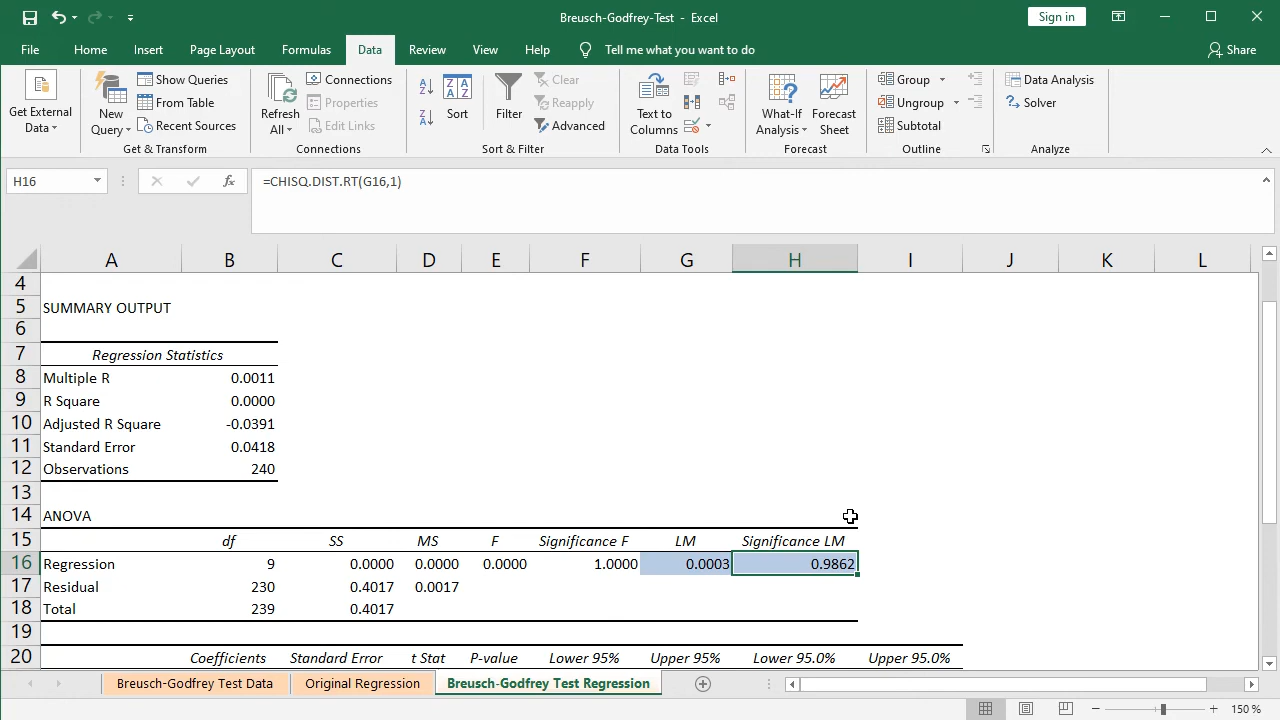 Breusch-Godfrey-Test - Excel
Sign in
File Home Insert Page Layout Formulas Data Review View Help Tell me what you want to do Share
Get External Data
New Query
Show Queries
From Table
Recent Sources
Get & Transform
Refresh All
Connections
Properties
Edit Links
Connections
Sort
Filter
Clear
Reapply
Advanced
Sort & Filter
Text to Columns
Data Tools
What-If Analysis
Forecast Sheet
Forecast
Group
Ungroup
Subtotal
Outline
Data Analysis
Solver
Analyze
H16 fx =CHISQ.DIST.RT(G16,1)
A B C D E F G H I J K L
4
5 SUMMARY OUTPUT
6
7 Regression Statistics
8 Multiple R 0.0011
9 R Square 0.0000
10 Adjusted R Square -0.0391
11 Standard Error 0.0418
12 Observations 240
13
14 ANOVA
15 df SS MS F Significance F LM Significance LM
16 Regression 9 0.0000 0.0000 0.0000 1.0000 0.0003 0.9862
17 Residual 230 0.4017 0.0017
18 Total 239 0.4017
19
20 Coefficients Standard Error t Stat P-value Lower 95% Upper 95% Lower 95.0% Upper 95.0%
Breusch-Godfrey Test Data Original Regression Breusch-Godfrey Test Regression
150 %